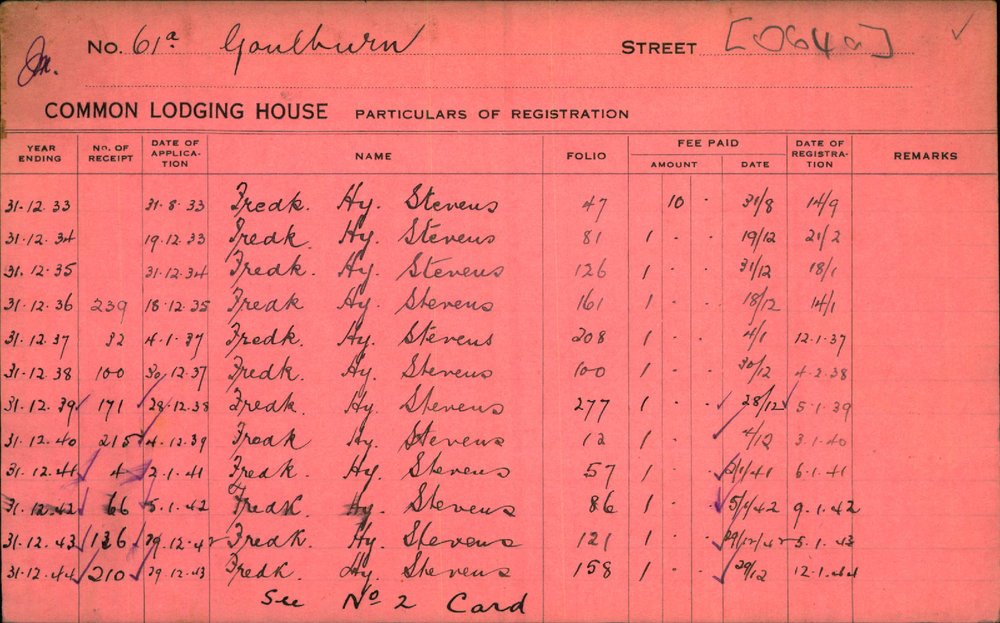 No. 61a Goulburn STREET [064a]
COMMON LODGING HOUSE PARTICULARS OF REGISTRATION
YEAR ENDING No. OF RECEIPT DATE OF APPLICA-TION NAME FOLIO FEE PAID AMOUNT DATE DATE OF REGISTRA-TION REMARKS
31.12.33 31.8.33 Fredk. Hy. Stevens 47 10 . 31/8 14/9
31.12.34 19.12.33 Fredk. Hy. Stevens 81 1 . . 19/12 21/2
31.12.35 31.12.34 Fredk. Hy. Stevens 126 1 . . 31/12 18/1
31.12.36 239 18.12.35 Fredk Hy. Stevens 161 1 . . 18/12 14/1
31.12.37 32 4.1.37 Fredk. Hy. Stevens 208 1 . . 4/1 12.1.37
31.12.38 100 30/12.37 Fredk. Hy. Stevens 100 1 . . 30/12 4.2.38
31.12.39 171 28.12.38 Fredk. Hy. Stevens 277 1 . . 28/12 5.1.39
31.12.40 215 4.12.39 Fredk Hy. Stevens 12 1 . . 4/12 3.1.40
31.12.41 4 2.1.41 Fredk Hy. Stevens 57 1 . . 2/1/41 6.1.41
31.12.42 66 5.1.42 Fredk Hy. Stevens 86 1 . . 5/1/42 9.1.42
31.12.43 136 29.12.42 Fredk. Hy. Stevens 121 1 . . 29/12/42 5.1.43
31.12.44 210 29.12.43 Fredk. Hy. Stevens 158 1 . . 29/12 12.1.44
See No 2 Card